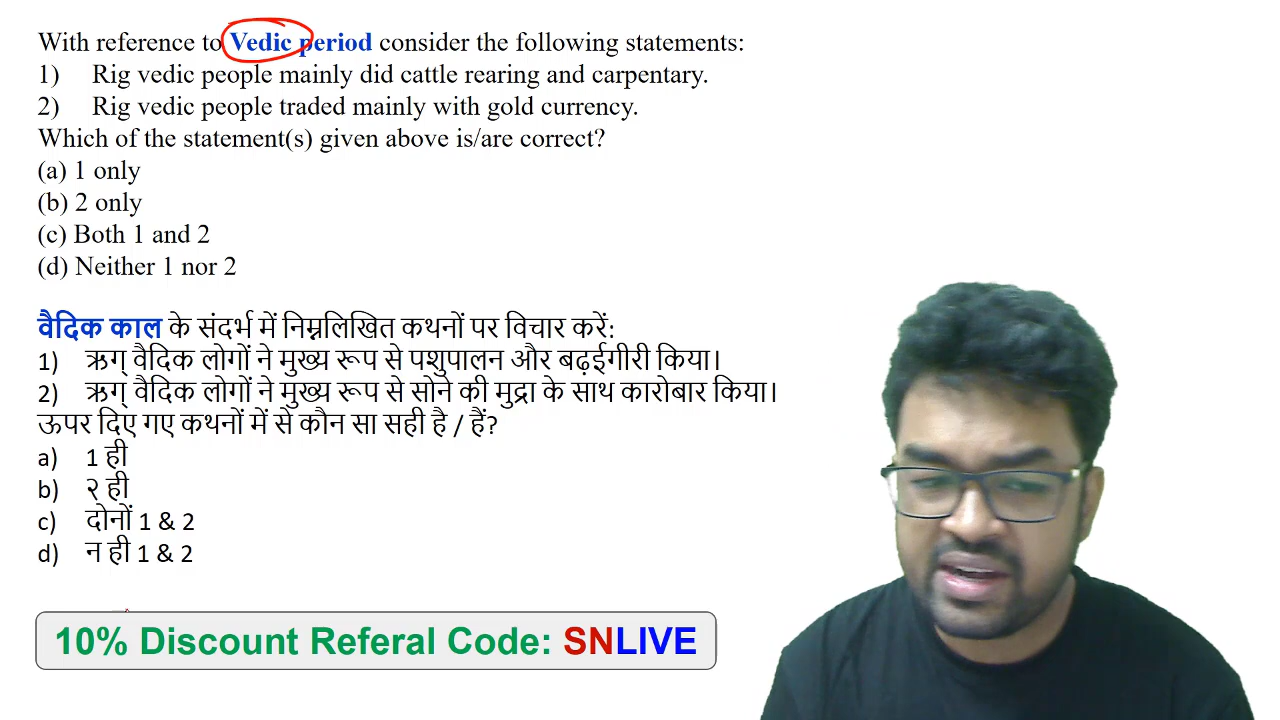 With reference to Vedic period consider the following statements:
1) Rig vedic people mainly did cattle rearing and carpentary.
2) Rig vedic people traded mainly with gold currency.
Which of the statement(s) given above is/are correct?
(a) 1 only
(b) 2 only
(c) Both 1 and 2
(d) Neither 1 nor 2
वैदिक काल के संदर्भ में निम्नलिखित कथनों पर विचार करें:
1) ऋग् वैदिक लोगों ने मुख्य रूप से पशुपालन और बढ़ईगीरी किया।
2) ऋग् वैदिक लोगों ने मुख्य रूप से सोने की मुद्रा के साथ कारोबार किया।
ऊपर दिए गए कथनों में से कौन सा सही है / हैं?
a) 1 ही
b) २ ही
c) दोनों 1 & 2
d) न ही 1 & 2
10% Discount Referal Code: SNLIVE